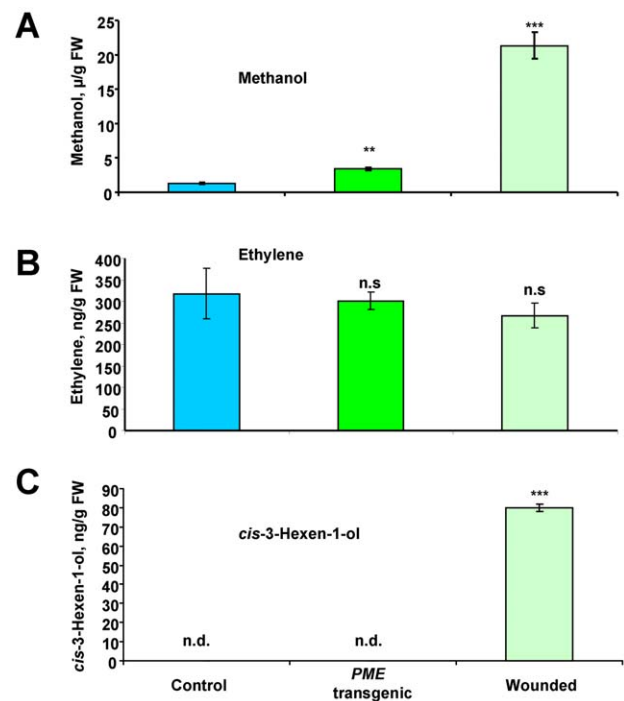 A
Methanol, µ/g FW
25
20
15
10
5
0
Methanol
**
***
B
Ethylene, ng/g FW
400
350
300
250
200
150
100
50
0
Ethylene
n.s
n.s
C
cis-3-Hexen-1-ol, ng/g FW
90
80
70
60
50
40
30
20
10
0
cis-3-Hexen-1-ol
n.d.
n.d.
***
Control
PME
transgenic
Wounded